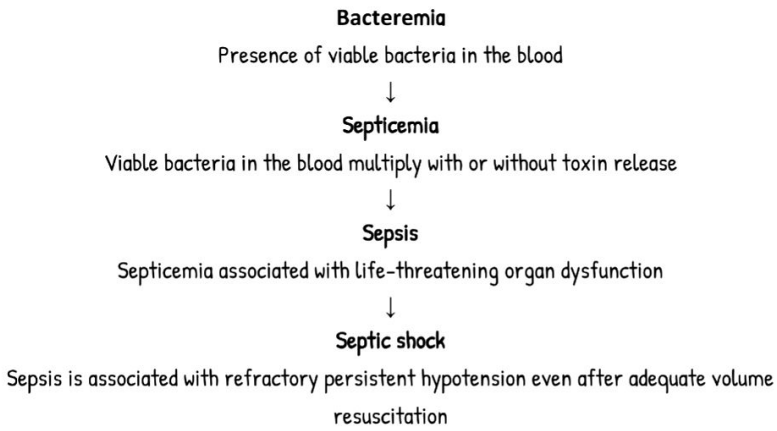 Bacteremia
Presence of viable bacteria in the blood
↓
Septicemia
Viable bacteria in the blood multiply with or without toxin release
↓
Sepsis
Septicemia associated with life-threatening organ dysfunction
↓
Septic shock
Sepsis is associated with refractory persistent hypotension even after adequate volume
resuscitation